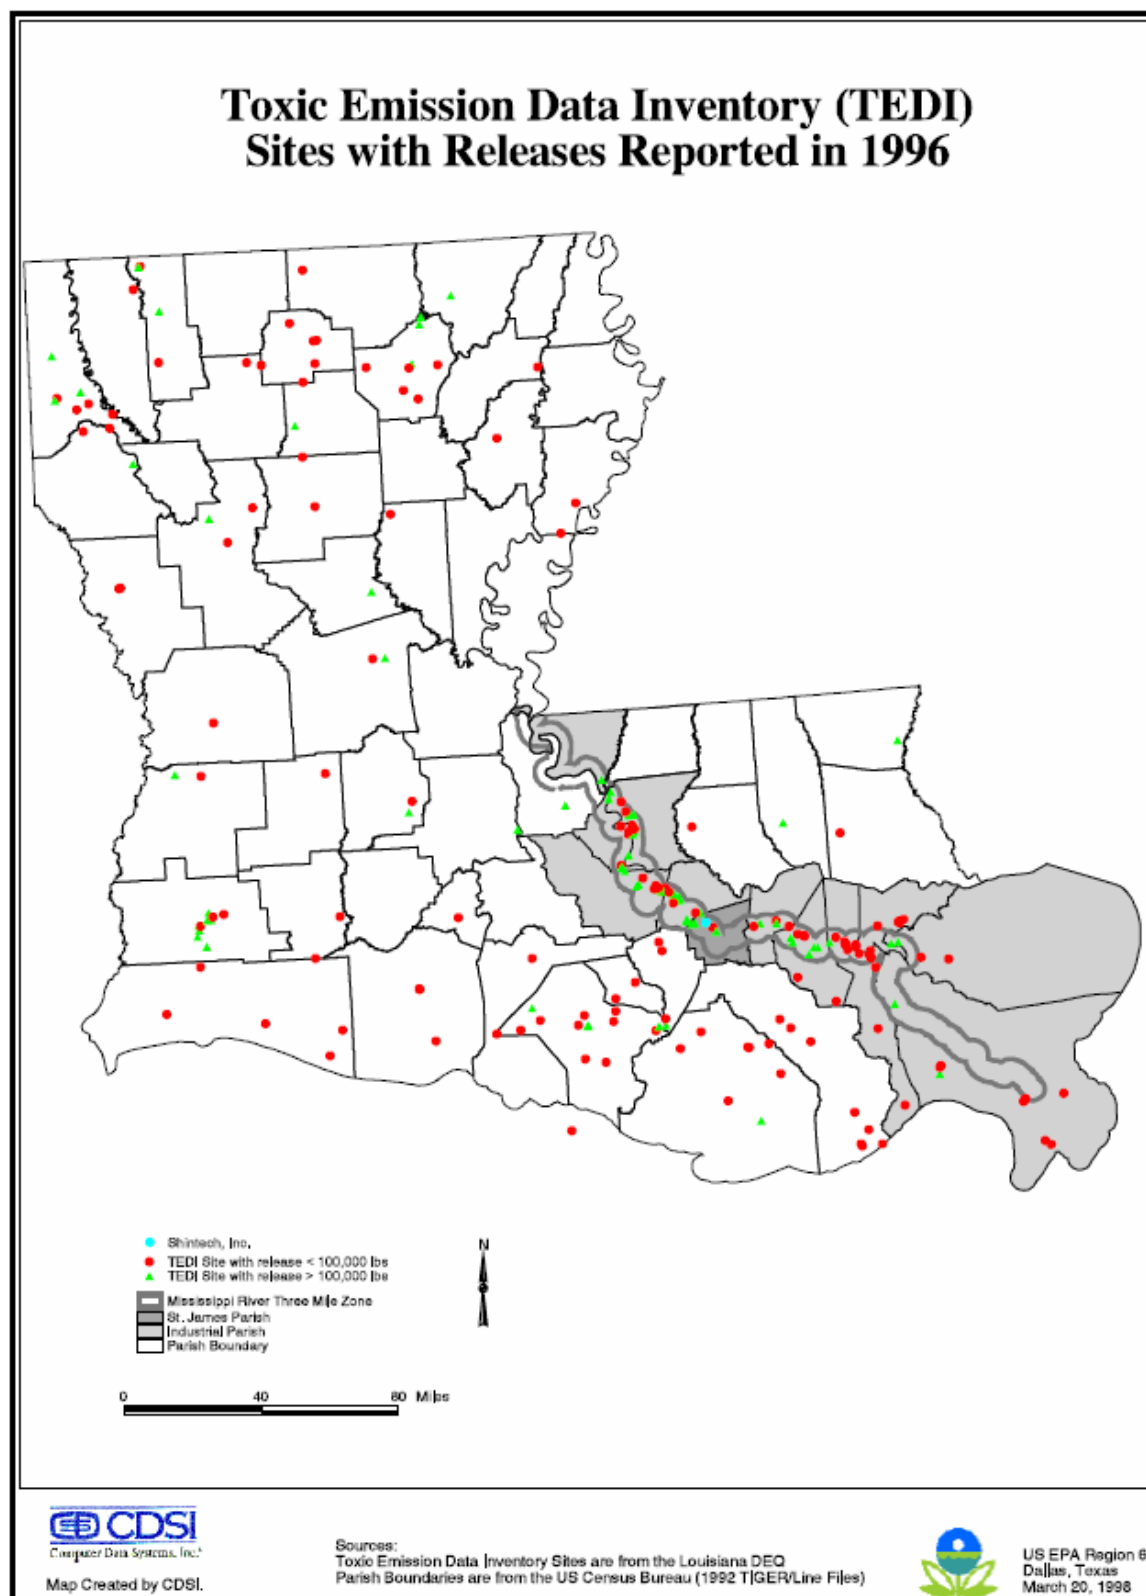 Toxic Emission Data Inventory (TEDI)
Sites with Releases Reported in 1996
Shintech, Inc.
TEDI Site with release < 100,000 lbs
TEDI Site with release > 100,000 lbs
Mississippi River Three Mile Zone
St. James Parish
Industrial Parish
Parish Boundary
N
0 40 80 Miles
CDSI
Computer Data Systems, Inc.
Map Created by CDSI.
Sources:
Toxic Emission Data Inventory Sites are from the Louisiana DEQ
Parish Boundaries are from the US Census Bureau (1992 TIGER/Line Files)
US EPA Region 6
Dallas, Texas
March 20, 1998